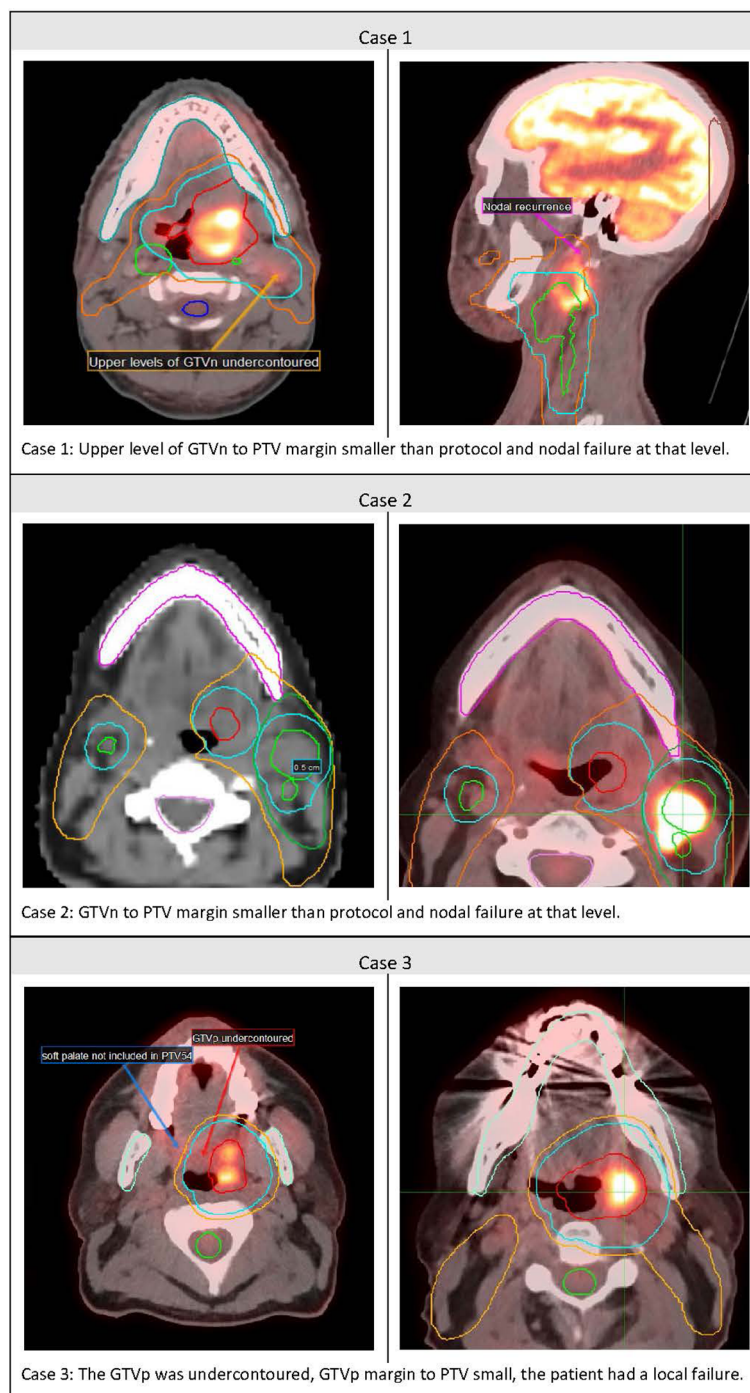 Case 1
Nodal recurrence
Upper levels of GTVn undercontoured
Case 1: Upper level of GTVn to PTV margin smaller than protocol and nodal failure at that level.
Case 2
0.5 cm
Case 2: GTVn to PTV margin smaller than protocol and nodal failure at that level.
Case 3
GTVp undercontoured
soft palate not included in PTV54
Case 3: The GTVp was undercontoured, GTVp margin to PTV small, the patient had a local failure.